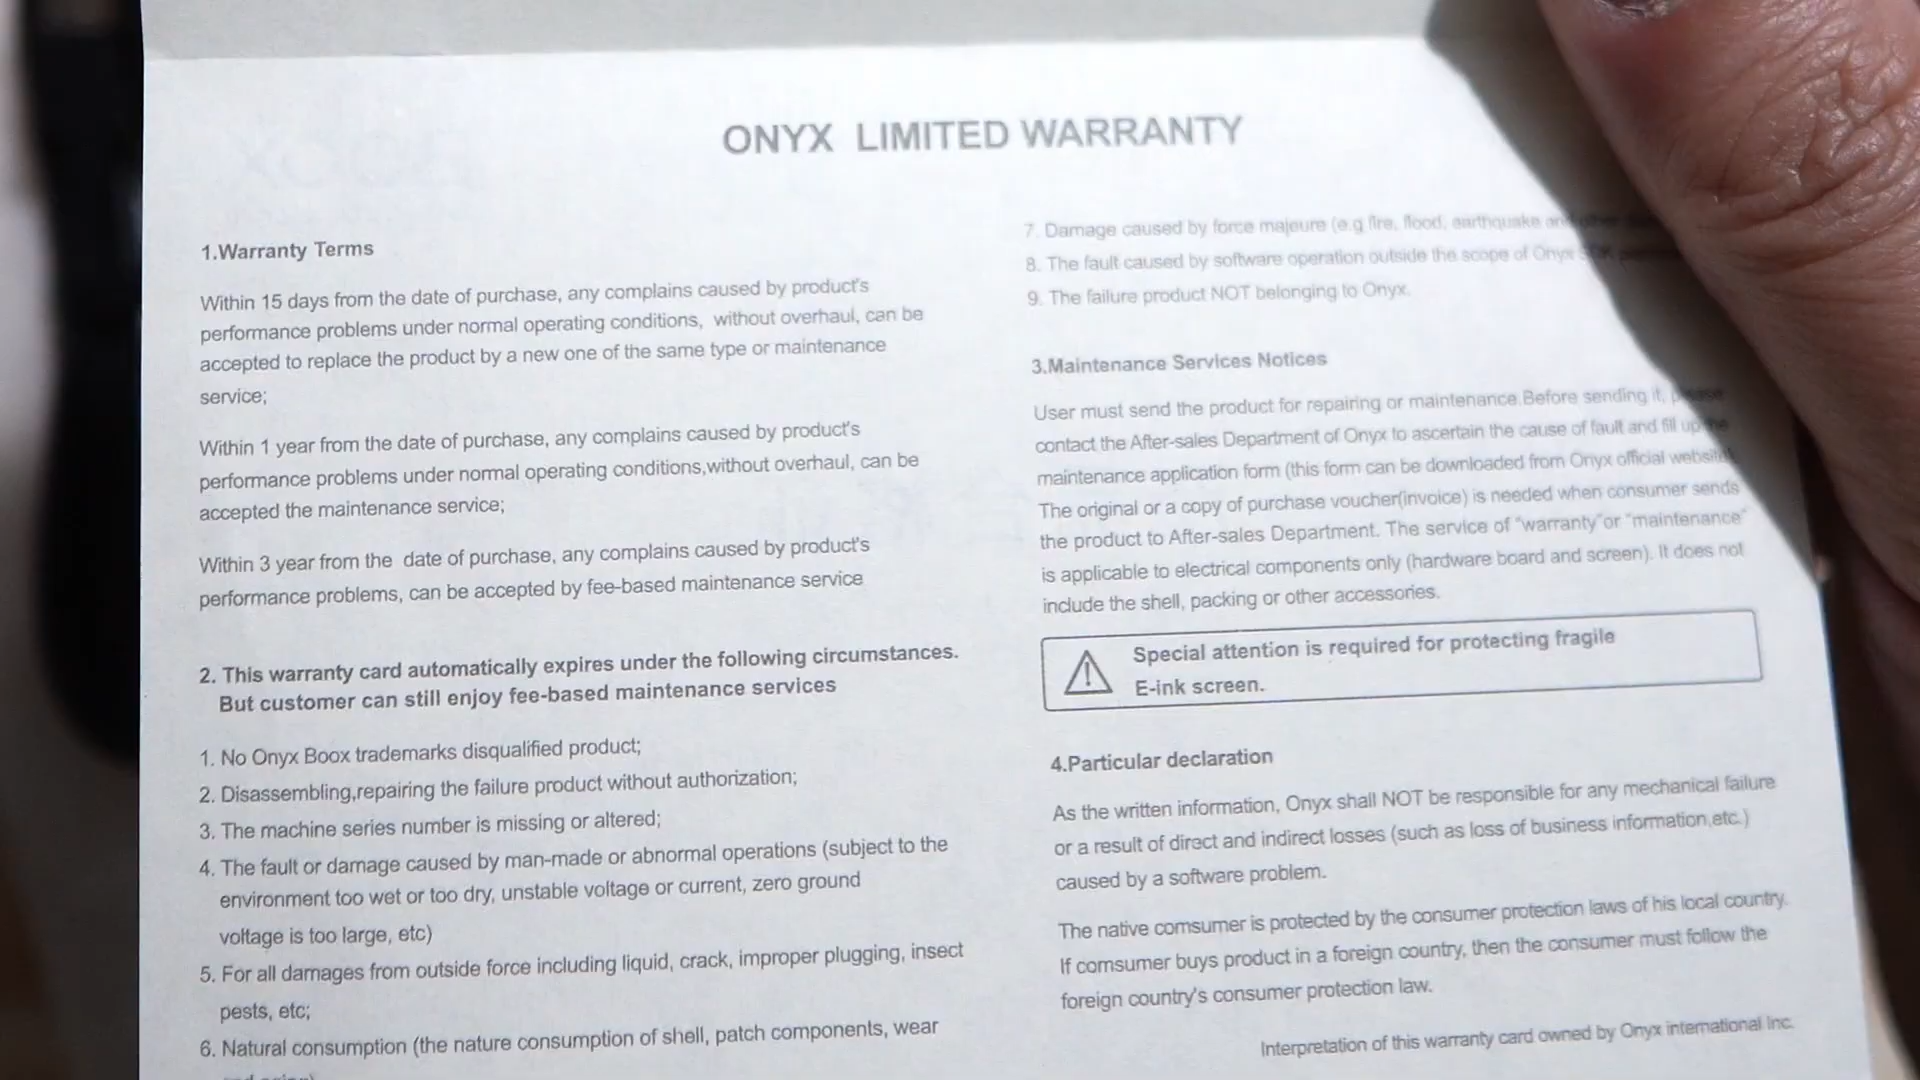 ONYX LIMITED WARRANTY
1.Warranty Terms
Within 15 days from the date of purchase, any complains caused by product's
performance problems under normal operating conditions, without overhaul, can be
accepted to replace the product by a new one of the same type or maintenance
service;
Within 1 year from the date of purchase, any complains caused by product's
performance problems under normal operating conditions,without overhaul, can be
accepted the maintenance service;
Within 3 year from the date of purchase, any complains caused by product's
performance problems, can be accepted by fee-based maintenance service
2. This warranty card automatically expires under the following circumstances.
But customer can still enjoy fee-based maintenance services
1. No Onyx Boox trademarks disqualified product;
2. Disassembling,repairing the failure product without authorization;
3. The machine series number is missing or altered;
4. The fault or damage caused by man-made or abnormal operations (subject to the
environment too wet or too dry, unstable voltage or current, zero ground
voltage is too large, etc)
5. For all damages from outside force including liquid, crack, improper plugging, insect
pests, etc;
6. Natural consumption (the nature consumption of shell, patch components, wear
7. Damage caused by force majeure (e.g fire, flood, earthquake and other
8. The fault caused by software operation outside the scope of Onyx
9. The failure product NOT belonging to Onyx.
3.Maintenance Services Notices
User must send the product for repairing or maintenance.Before sending it, please
contact the After-sales Department of Onyx to ascertain the cause of fault and fill up the
maintenance application form (this form can be downloaded from Onyx official website).
The original or a copy of purchase voucher(invoice) is needed when consumer sends
the product to After-sales Department. The service of "warranty"or "maintenance"
is applicable to electrical components only (hardware board and screen). It does not
include the shell, packing or other accessories.
Special attention is required for protecting fragile
E-ink screen.
4.Particular declaration
As the written information, Onyx shall NOT be responsible for any mechanical failure
or a result of direct and indirect losses (such as loss of business information,etc.)
caused by a software problem.
The native comsumer is protected by the consumer protection laws of his local country.
If comsumer buys product in a foreign country, then the consumer must follow the
foreign country's consumer protection law.
Interpretation of this warranty card owned by Onyx international Inc.